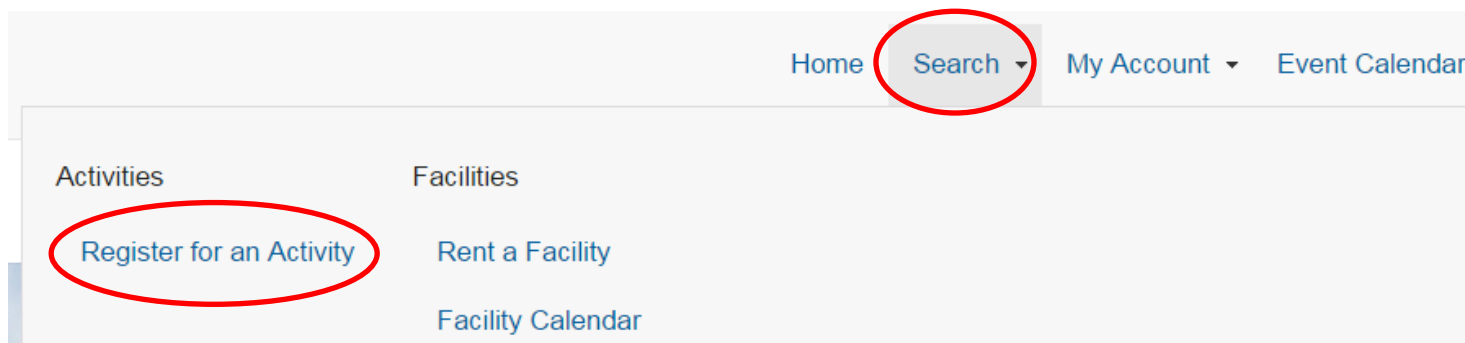 Home Search My Account Event Calendar
Activities Facilities
Register for an Activity Rent a Facility
Facility Calendar